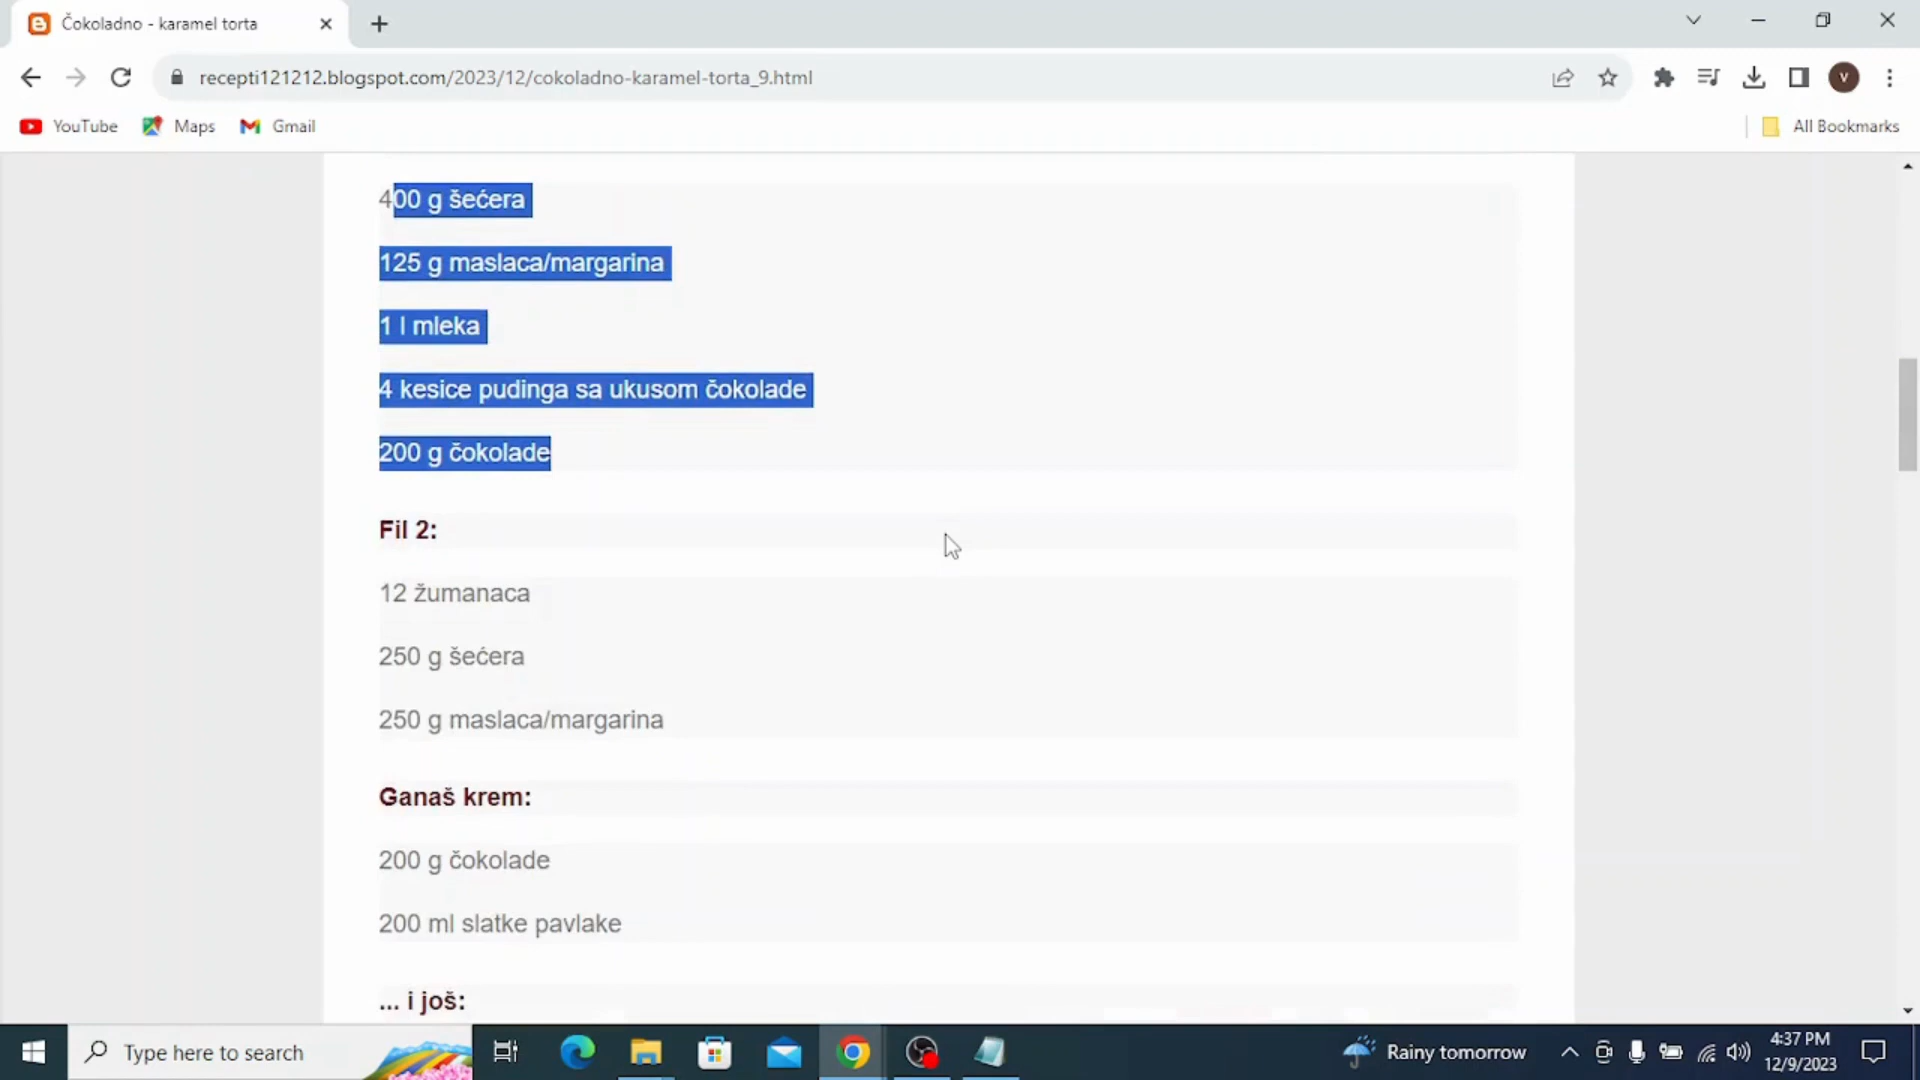 Čokoladno - karamel torta
recepti121212.blogspot.com/2023/12/cokoladno-karamel-torta_9.html
V
YouTube
Maps
Gmail
All Bookmarks
400 g šećera
125 g maslaca/margarina
1 l mleka
4 kesice pudinga sa ukusom čokolade
200 g čokolade
Fil 2:
12 žumanaca
250 g šećera
250 g maslaca/margarina
Ganaš krem:
200 g čokolade
200 ml slatke pavlake
... i još:
Type here to search
Rainy tomorrow
4:37 PM
12/9/2023